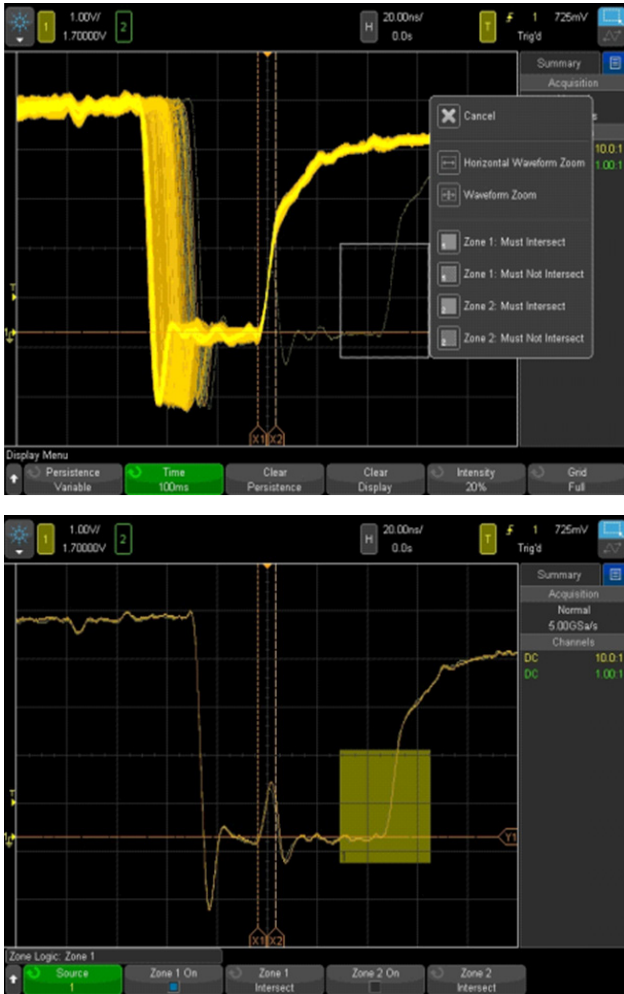 1 1.00V/ 2 H 20.00ns/ T 1 725mV
1.70000V 0.0s Trig'd
Summary
Acquisition
s
10.0:1
1.00:1
Cancel
Horizontal Waveform Zoom
Waveform Zoom
1 Zone 1: Must Intersect
Zone 1: Must Not Intersect
2 Zone 2: Must Intersect
2 Zone 2: Must Not Intersect
T
X1 X2
Display Menu
Persistence Time Clear Clear Intensity Grid
Variable 100ms Persistence Display 20% Full
1 1.00V/ 2 H 20.00ns/ T 1 725mV
1.70000V 0.0s Trig'd
Summary
Acquisition
Normal
5.00GSa/s
Channels
DC 10.0:1
DC 1.00:1
T
Y1
1
X1 X2
Zone Logic: Zone 1
Source Zone 1 On Zone 1 Zone 2 On Zone 2
1 Intersect Intersect